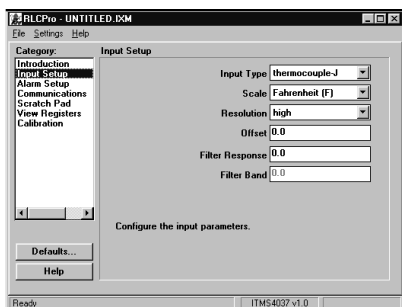 RLCPro - UNTITLED.IXM
File Settings Help
Category:
Introduction
Input Setup
Alarm Setup
Communications
Scratch Pad
View Registers
Calibration
Defaults...
Help
Input Setup
Input Type thermocouple-J
Scale Fahrenheit (F)
Resolution high
Offset 0.0
Filter Response 0.0
Filter Band 0.0
Configure the input parameters.
Ready
ITMS4037 v1.0